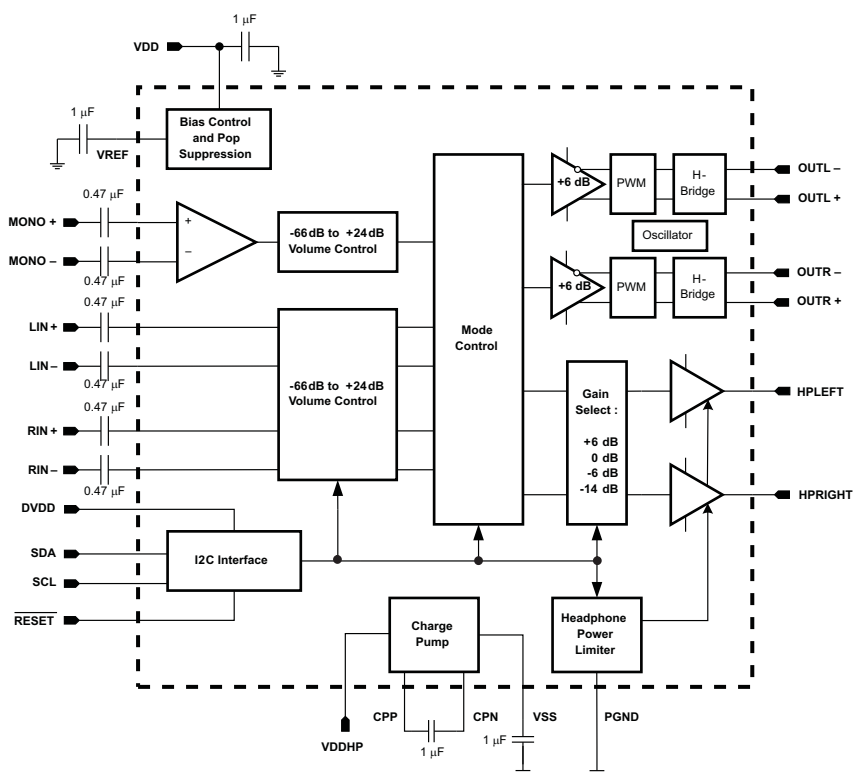 1 μF
VDD
1 μF
VREF
Bias Control
and Pop
Suppression
0.47 μF
MONO +
MONO –
0.47 μF
+
–
-66dB to +24dB
Volume Control
0.47 μF
LIN +
LIN –
0.47 μF
0.47 μF
RIN +
RIN –
0.47 μF
-66dB to +24dB
Volume Control
Mode
Control
+6 dB
PWM
H-
Bridge
OUTL –
OUTL +
Oscillator
+6 dB
PWM
H-
Bridge
OUTR –
OUTR +
Gain
Select :
+6 dB
0 dB
-6 dB
-14 dB
HPLEFT
HPRIGHT
DVDD
SDA
SCL
RESET
I2C Interface
Charge
Pump
Headphone
Power
Limiter
VDDHP
CPP
CPN
1 μF
VSS
1 μF
PGND